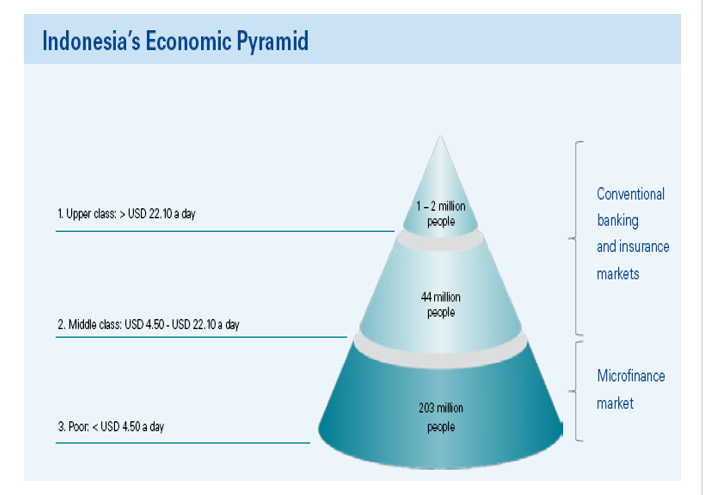 Indonesia's Economic Pyramid
1. Upper class: > USD 22.10 a day
1 – 2 million
people
Conventional
banking
and insurance
markets
2. Middle class: USD 4.50 - USD 22.10 a day
44 million
people
3. Poor: < USD 4.50 a day
203 million
people
Microfinance
market